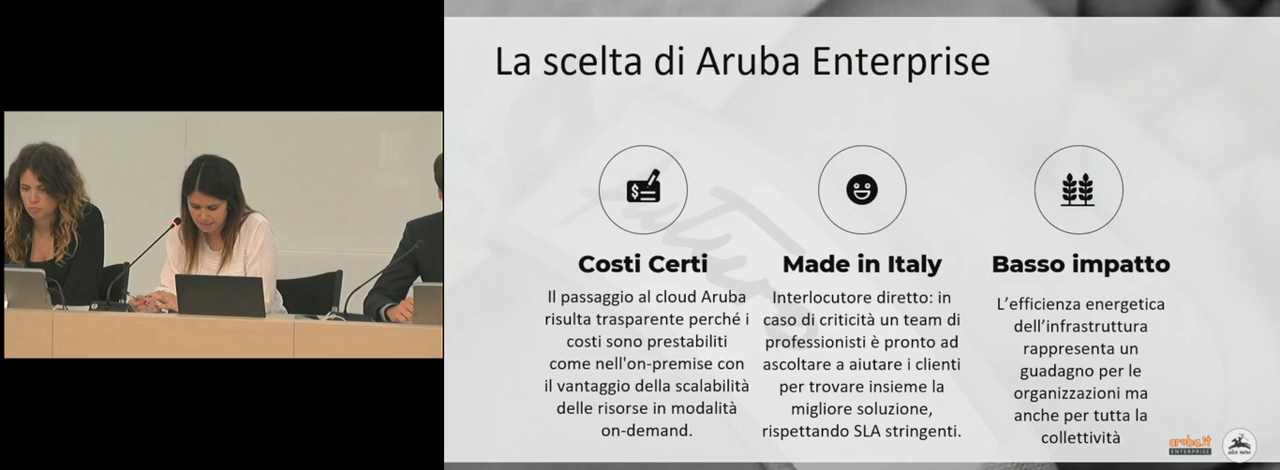 La scelta di Aruba Enterprise
Costi Certi
Il passaggio al cloud Aruba
risulta trasparente perché i
costi sono prestabiliti
come nell'on-premise con
il vantaggio della scalabilità
delle risorse in modalità
on-demand.
Made in Italy
Interlocutore diretto: in
caso di criticità un team di
professionisti è pronto ad
ascoltare a aiutare i clienti
per trovare insieme la
migliore soluzione,
rispettando SLA stringenti.
Basso impatto
L'efficienza energetica
dell'infrastruttura
rappresenta un
guadagno per le
organizzazioni ma
anche per tutta la
collettività
aruba.it
ENTERPRISE
alce nero